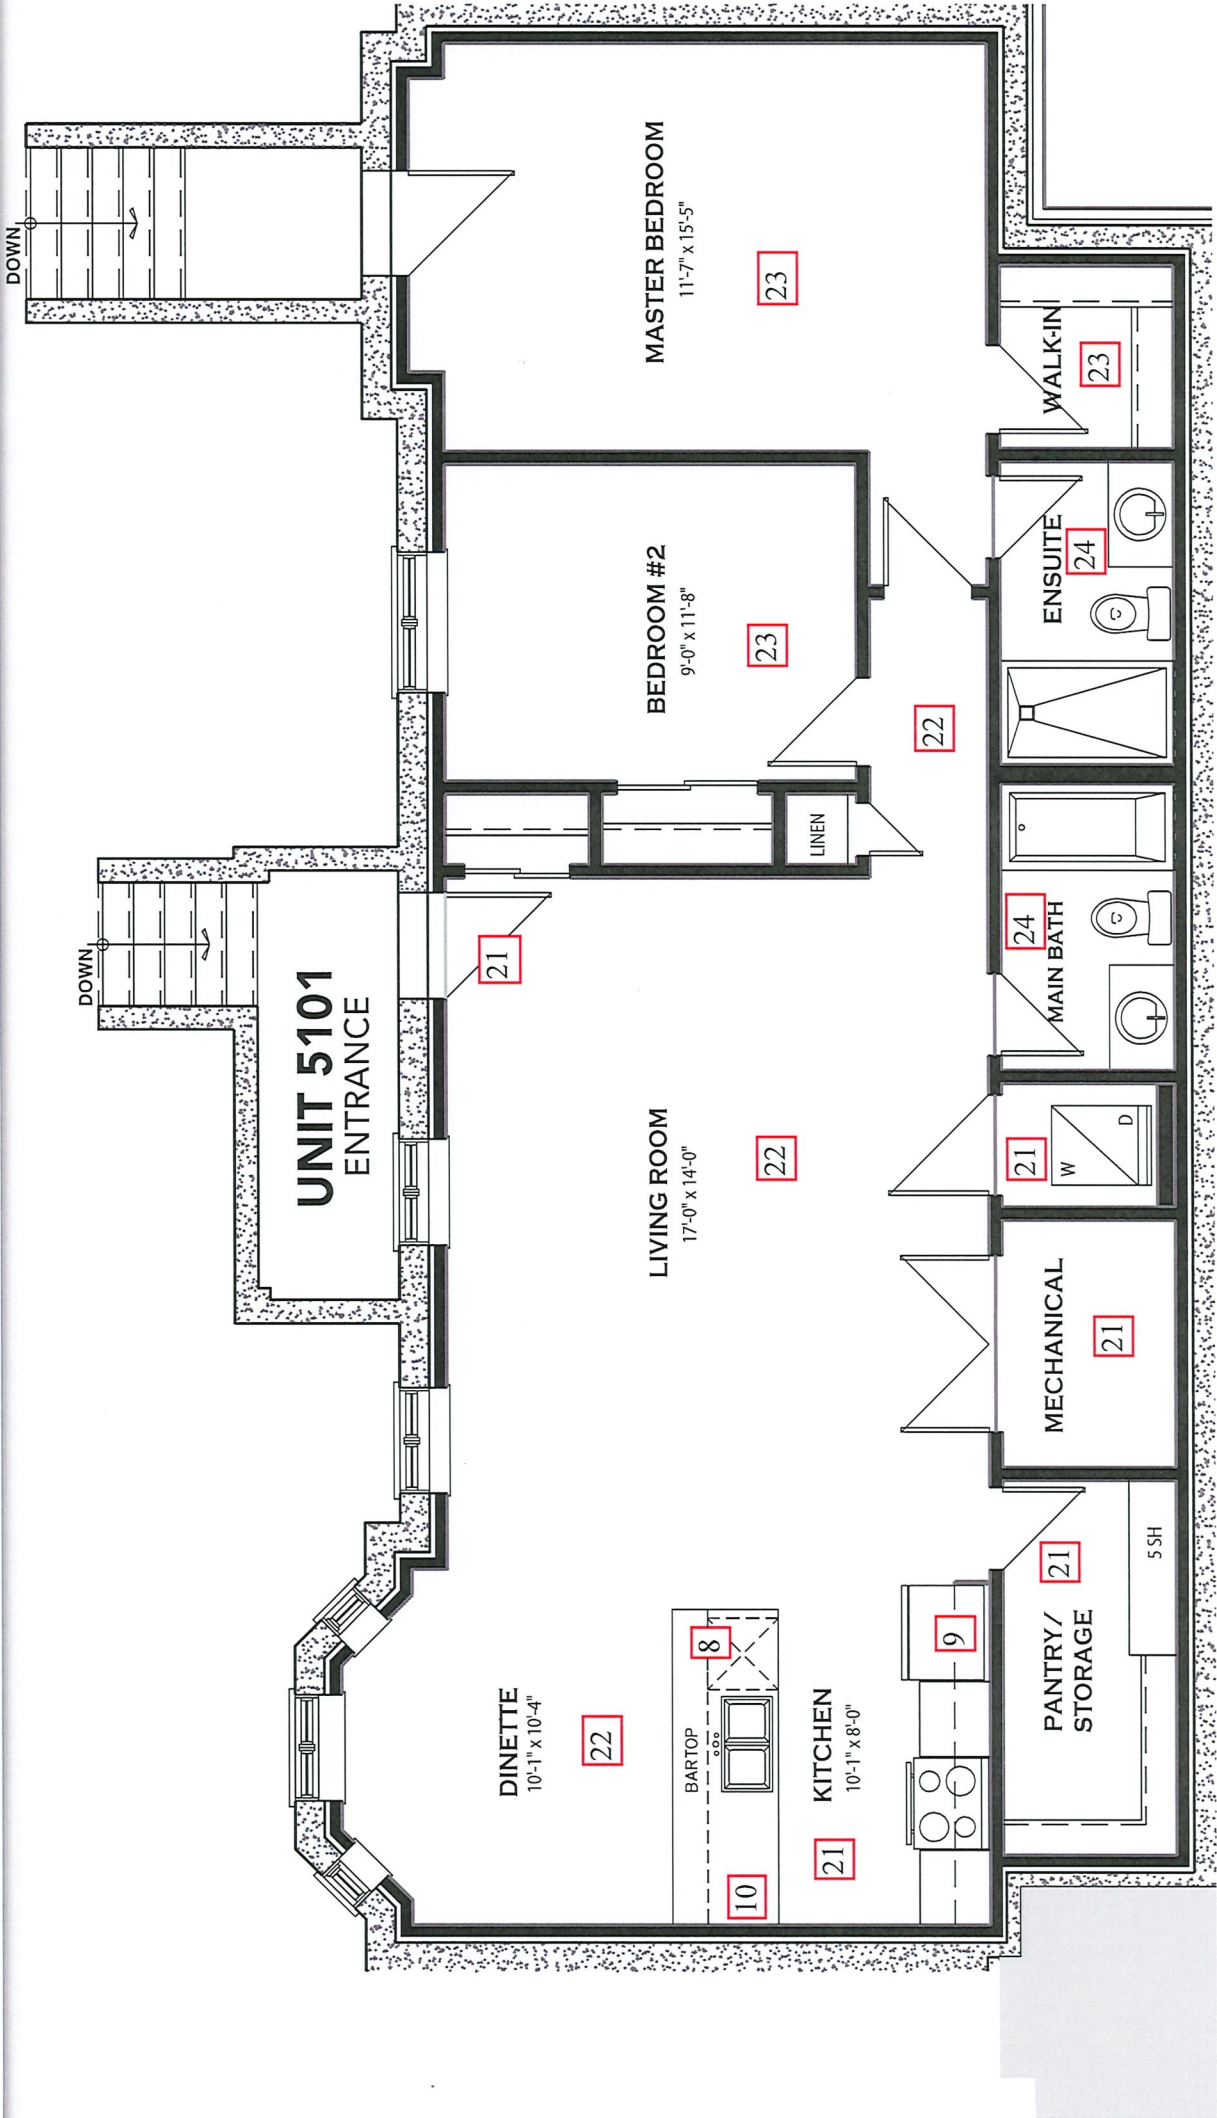 DOWN
DOWN
UNIT 5101
ENTRANCE
21
DINETTE
10'-1" x 10'-4"
22
LIVING ROOM
17'-0" x 14'-0"
22
BEDROOM #2
9'-0" x 11'-8"
23
MASTER BEDROOM
11'-7" x 15'-5"
23
BARTOP
8
10
KITCHEN
10'-1" x 8'-0"
21
9
LINEN
22
PANTRY/
STORAGE
21
5 SH
MECHANICAL
21
21
W
D
24
MAIN BATH
ENSUITE
24
WALK-IN
23